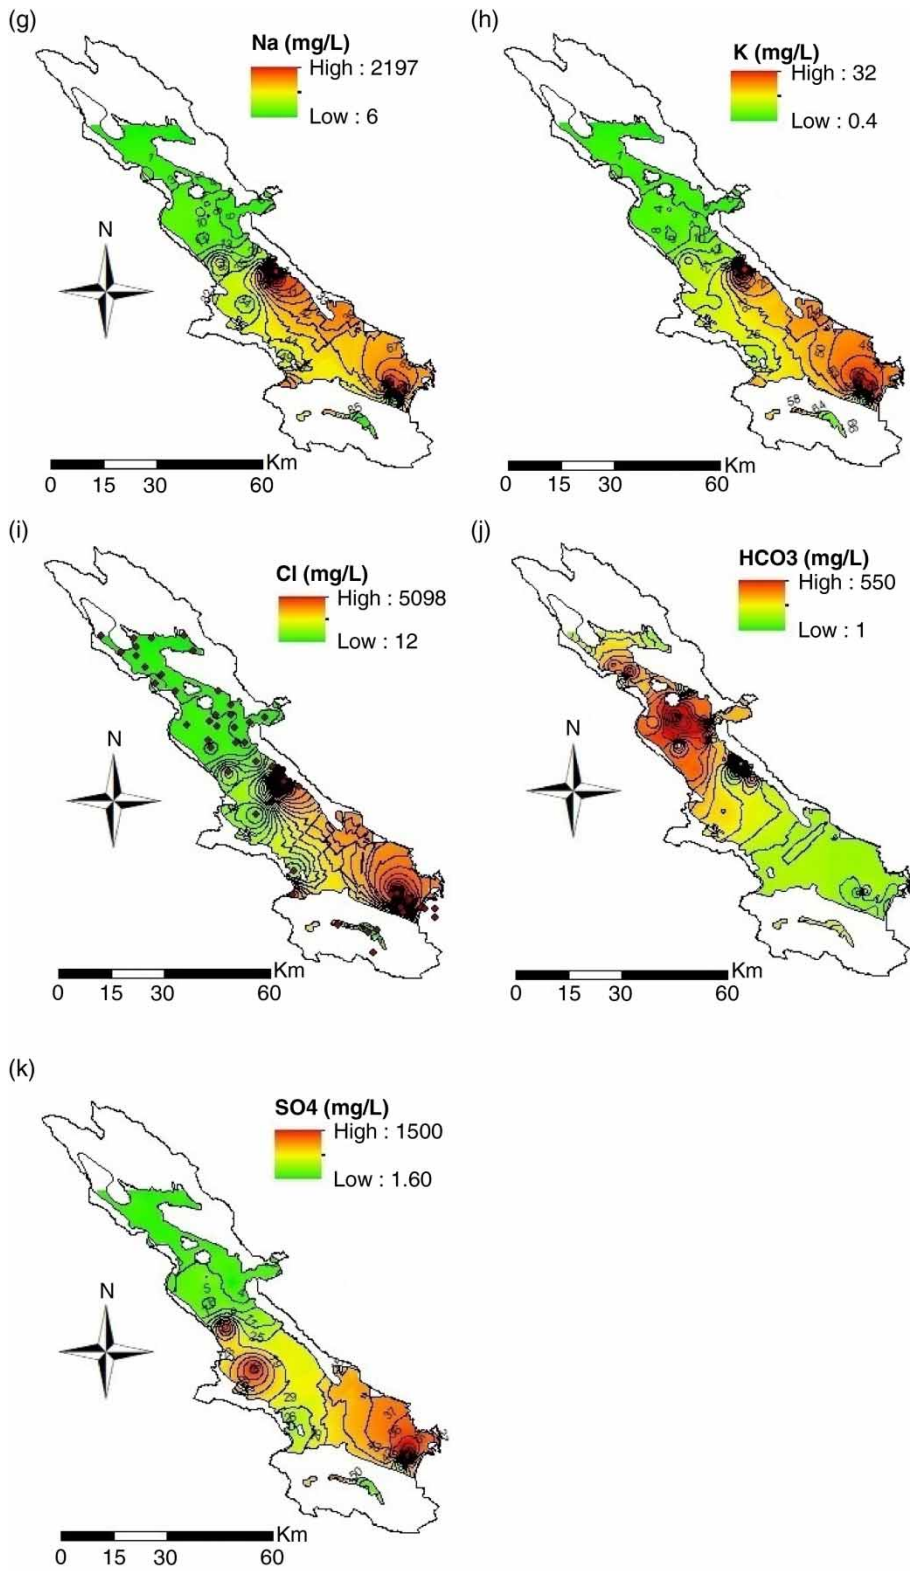 (g)
Na (mg/L)
High : 2197
Low : 6
N
Km
0 15 30 60
(h)
K (mg/L)
High : 32
Low : 0.4
Km
0 15 30 60
(i)
Cl (mg/L)
High : 5098
Low : 12
N
Km
0 15 30 60
(j)
HCO3 (mg/L)
High : 550
Low : 1
N
Km
0 15 30 60
(k)
SO4 (mg/L)
High : 1500
Low : 1.60
N
Km
0 15 30 60